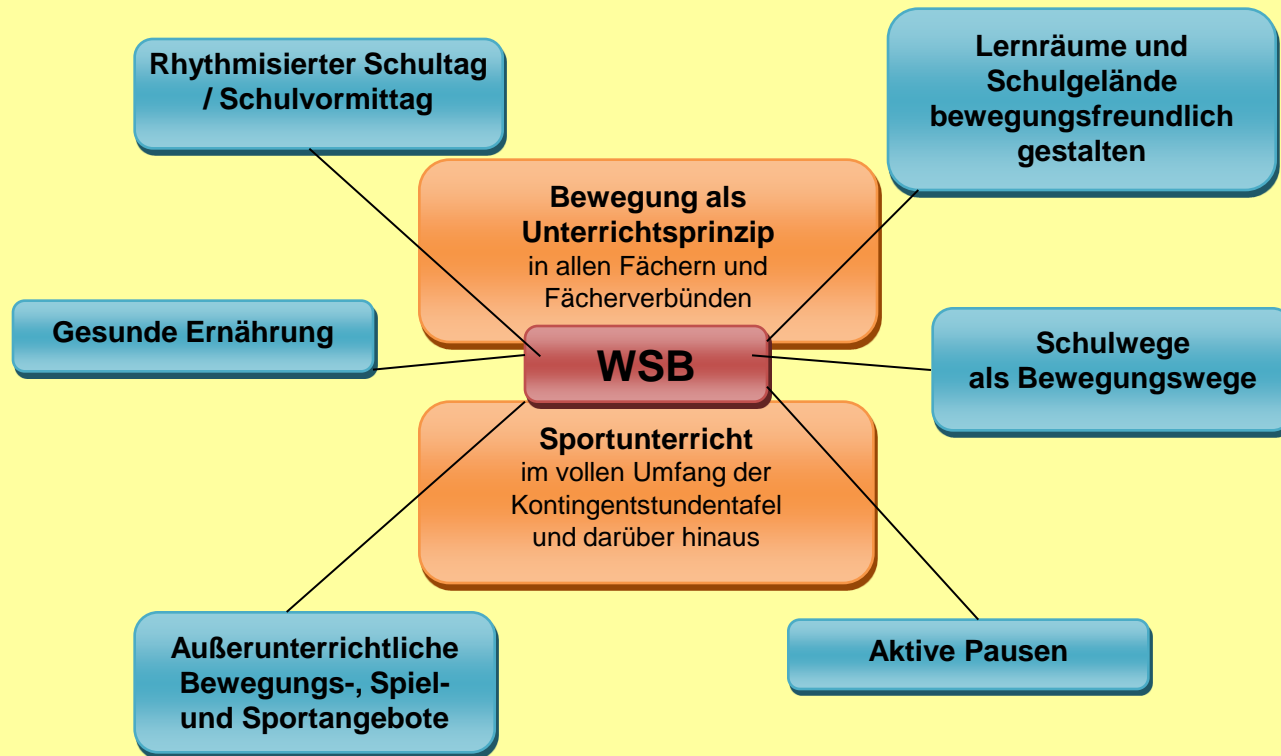 Rhythmisierter Schultag
/ Schulvormittag
Lernräume und
Schulgelände
bewegungsfreundlich
gestalten
Bewegung als
Unterrichtsprinzip
in allen Fächern und
Fächerverbünden
Gesunde Ernährung
WSB
Schulwege
als Bewegungswege
Sportunterricht
im vollen Umfang der
Kontingentstundentafel
und darüber hinaus
Außerunterrichtliche
Bewegungs-, Spiel-
und Sportangebote
Aktive Pausen